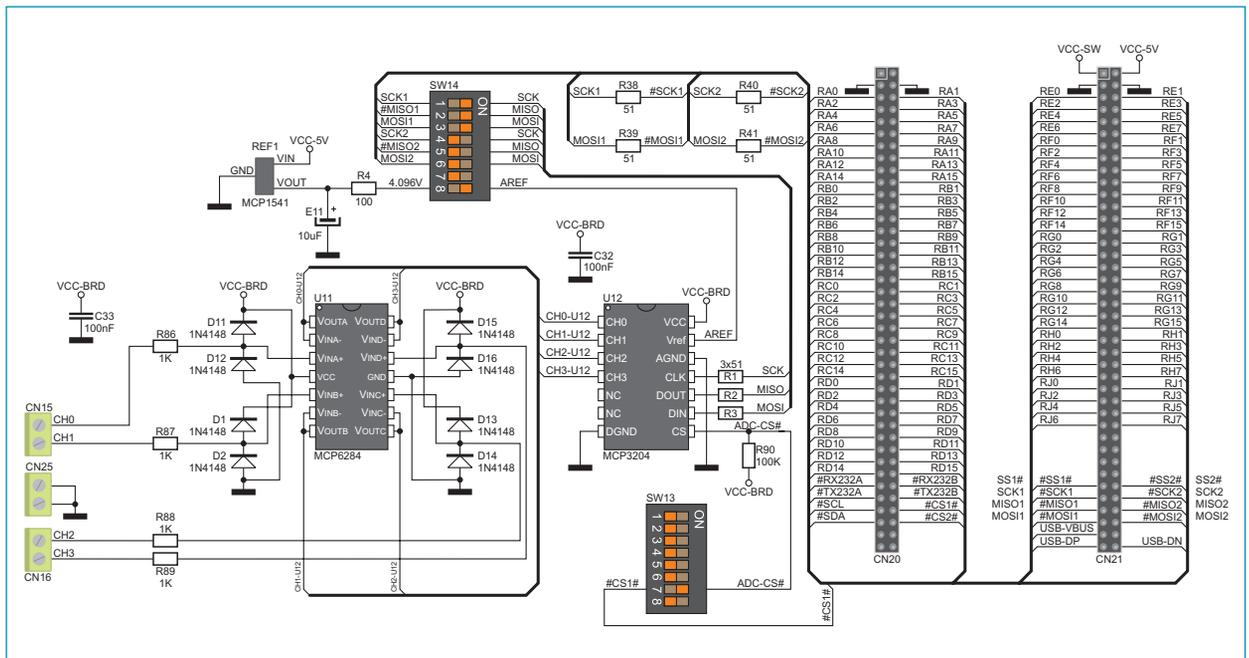 VCC-SW VCC-5V
SW14
SCK1 SCK
#MISO1 MISO
MOSI1 MOSI
SCK2 SCK
#MISO2 MISO
MOSI2 MOSI
1 2 3 4 5 6 7 8
ON
SCK1 R38 #SCK1 SCK2 R40 #SCK2
51 51
MOSI1 R39 #MOSI1 MOSI2 R41 #MOSI2
51 51
VCC-5V
REF1
VIN
GND
VOUT
MCP1541
R4
100
4.096V AREF
E11
+
10uF
VCC-BRD
C32
100nF
VCC-BRD
C33
100nF
CN15
CH0
CH1
CN25
CH2
CH3
CN16
R86
1K
R87
1K
R88
1K
R89
1K
VCC-BRD
D11
1N4148
D12
1N4148
D1
1N4148
D2
1N4148
CH0-U12
CH3-U12
U11
VOUTA VOUTD
VINA- VIND-
VINA+ VIND+
VCC GND
VINB+ VINC+
VINB- VINC-
VOUTB VOUTC
MCP6284
CH1-U12
CH2-U12
VCC-BRD
D15
1N4148
D16
1N4148
D13
1N4148
D14
1N4148
CH0-U12
CH1-U12
CH2-U12
CH3-U12
U12
CH0 VCC
CH1 Vref
CH2 AGND
CH3 CLK
NC DOUT
NC DIN
DGND CS
MCP3204
VCC-BRD
AREF
3x51
R1 SCK
R2 MISO
R3 MOSI
ADC-CS#
R90
100K
VCC-BRD
SW13
1 2 3 4 5 6 7 8
ON
#CS1# ADC-CS#
#CS1#
RA0 RA1
RA2 RA3
RA4 RA5
RA6 RA7
RA8 RA9
RA10 RA11
RA12 RA13
RA14 RA15
RB0 RB1
RB2 RB3
RB4 RB5
RB6 RB7
RB8 RB9
RB10 RB11
RB12 RB13
RB14 RB15
RC0 RC1
RC2 RC3
RC4 RC5
RC6 RC7
RC8 RC9
RC10 RC11
RC12 RC13
RC14 RC15
RD0 RD1
RD2 RD3
RD4 RD5
RD6 RD7
RD8 RD9
RD10 RD11
RD12 RD13
RD14 RD15
#RX232A #RX232B
#TX232A #TX232B
#SCL #CS1#
#SDA #CS2#
CN20
RE0 RE1
RE2 RE3
RE4 RE5
RE6 RE7
RF0 RF1
RF2 RF3
RF4 RF5
RF6 RF7
RF8 RF9
RF10 RF11
RF12 RF13
RF14 RF15
RG0 RG1
RG2 RG3
RG4 RG5
RG6 RG7
RG8 RG9
RG10 RG11
RG12 RG13
RG14 RG15
RH0 RH1
RH2 RH3
RH4 RH5
RH6 RH7
RJ0 RJ1
RJ2 RJ3
RJ4 RJ5
RJ6 RJ7
SS1# #SS1# #SS2# SS2#
SCK1 #SCK1 #SCK2 SCK2
MISO1 #MISO1 #MISO2 MISO2
MOSI1 #MOSI1 #MOSI2 MOSI2
USB-VBUS
USB-DP USB-DN
CN21